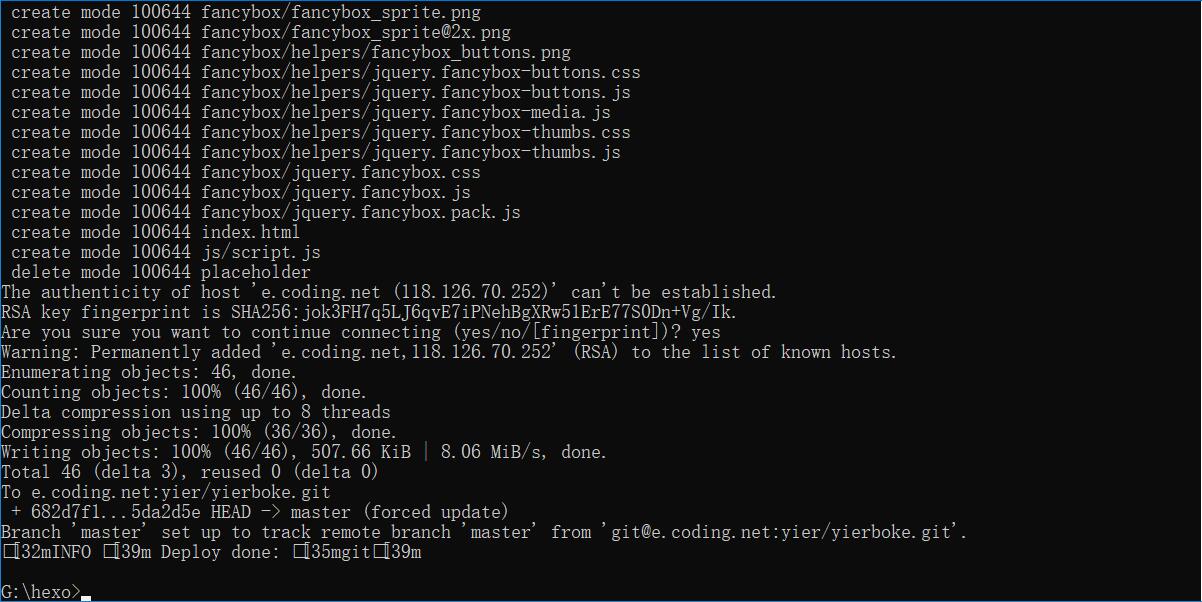 create mode 100644 fancybox/fancybox_sprite.png
create mode 100644 fancybox/fancybox_sprite@2x.png
create mode 100644 fancybox/helpers/fancybox_buttons.png
create mode 100644 fancybox/helpers/jquery.fancybox-buttons.css
create mode 100644 fancybox/helpers/jquery.fancybox-buttons.js
create mode 100644 fancybox/helpers/jquery.fancybox-media.js
create mode 100644 fancybox/helpers/jquery.fancybox-thumbs.css
create mode 100644 fancybox/helpers/jquery.fancybox-thumbs.js
create mode 100644 fancybox/jquery.fancybox.css
create mode 100644 fancybox/jquery.fancybox.js
create mode 100644 fancybox/jquery.fancybox.pack.js
create mode 100644 index.html
create mode 100644 js/script.js
delete mode 100644 placeholder
The authenticity of host 'e.coding.net (118.126.70.252)' can't be established.
RSA key fingerprint is SHA256:jok3FH7q5LJ6qvE7iPNehBgXRw51ErE77S0Dn+Vg/Ik.
Are you sure you want to continue connecting (yes/no/[fingerprint])? yes
Warning: Permanently added 'e.coding.net,118.126.70.252' (RSA) to the list of known hosts.
Enumerating objects: 46, done.
Counting objects: 100% (46/46), done.
Delta compression using up to 8 threads
Compressing objects: 100% (36/36), done.
Writing objects: 100% (46/46), 507.66 KiB | 8.06 MiB/s, done.
Total 46 (delta 3), reused 0 (delta 0)
To e.coding.net:yier/yierboke.git
+ 682d7f1...5da2d5e HEAD -> master (forced update)
Branch 'master' set up to track remote branch 'master' from 'git@e.coding.net:yier/yierboke.git'.
□[32mINFO □[39m Deploy done: □[35mgit□[39m
G:\hexo>